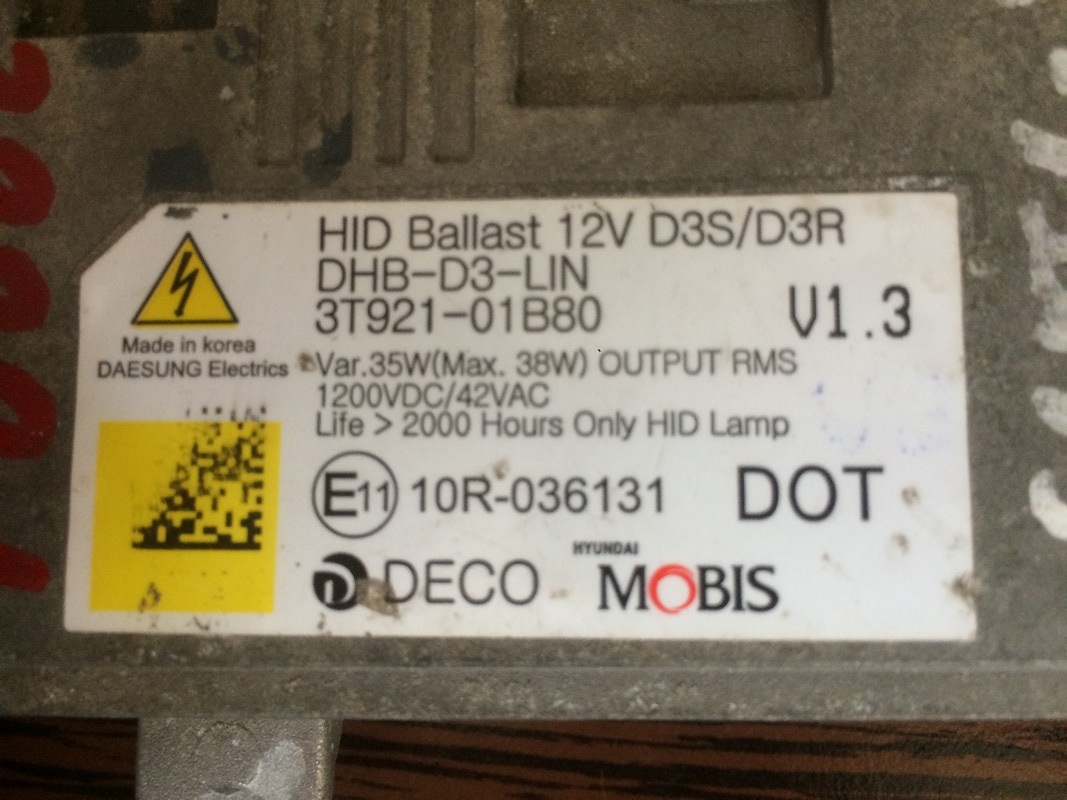 HID Ballast 12V D3S/D3R
DHB-D3-LIN
3T921-01B80
V1.3
Made in korea
DAESUNG Electrics
Var.35W(Max. 38W) OUTPUT RMS
1200VDC/42VAC
Life > 2000 Hours Only HID Lamp
E11 10R-036131
DOT
DECO
HYUNDAI
MOBIS